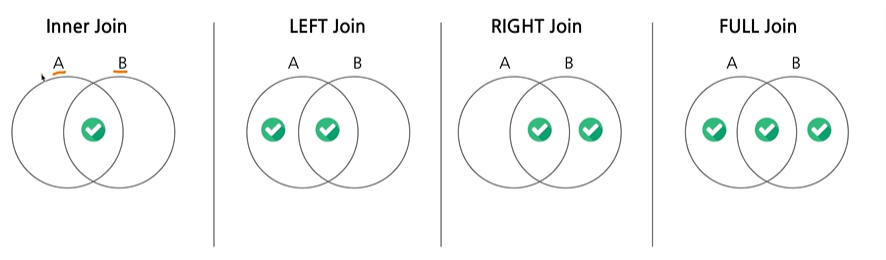 Inner Join
A B
LEFT Join
A B
RIGHT Join
A B
FULL Join
A B